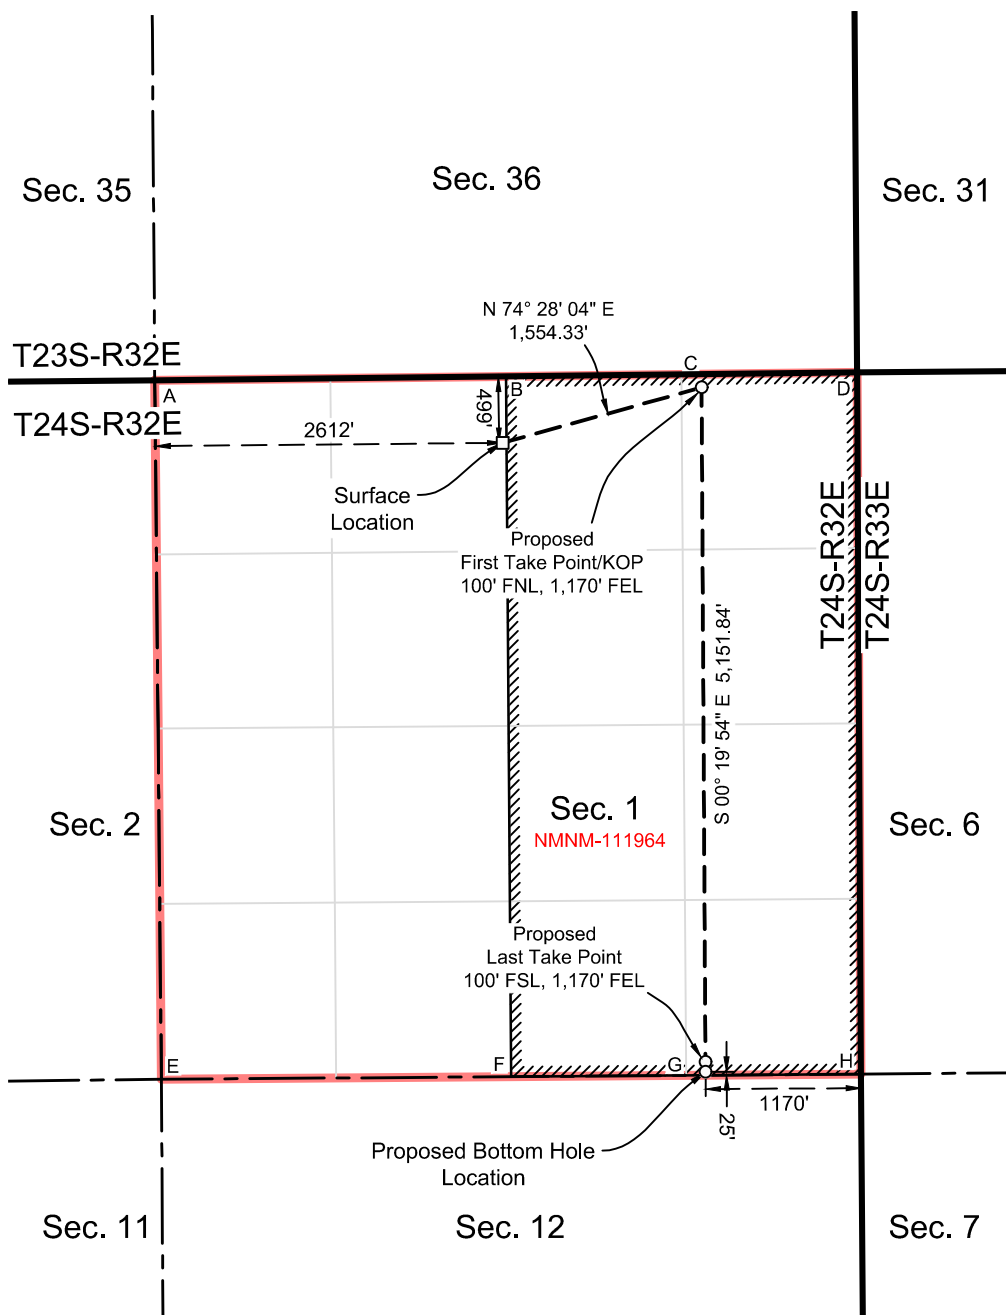 Sec. 35
Sec. 36
Sec. 31
N 74° 28' 04" E
1,554.33'
T23S-R32E
T24S-R32E
A
B
C
D
499'
2612'
Surface
Location
Proposed
First Take Point/KOP
100' FNL, 1,170' FEL
T24S-R32E
T24S-R33E
S 00° 19' 54" E 5,151.84'
Sec. 2
Sec. 1
NMNM-111964
Sec. 6
Proposed
Last Take Point
100' FSL, 1,170' FEL
E
F
G
H
1170'
25'
Proposed Bottom Hole
Location
Sec. 11
Sec. 12
Sec. 7